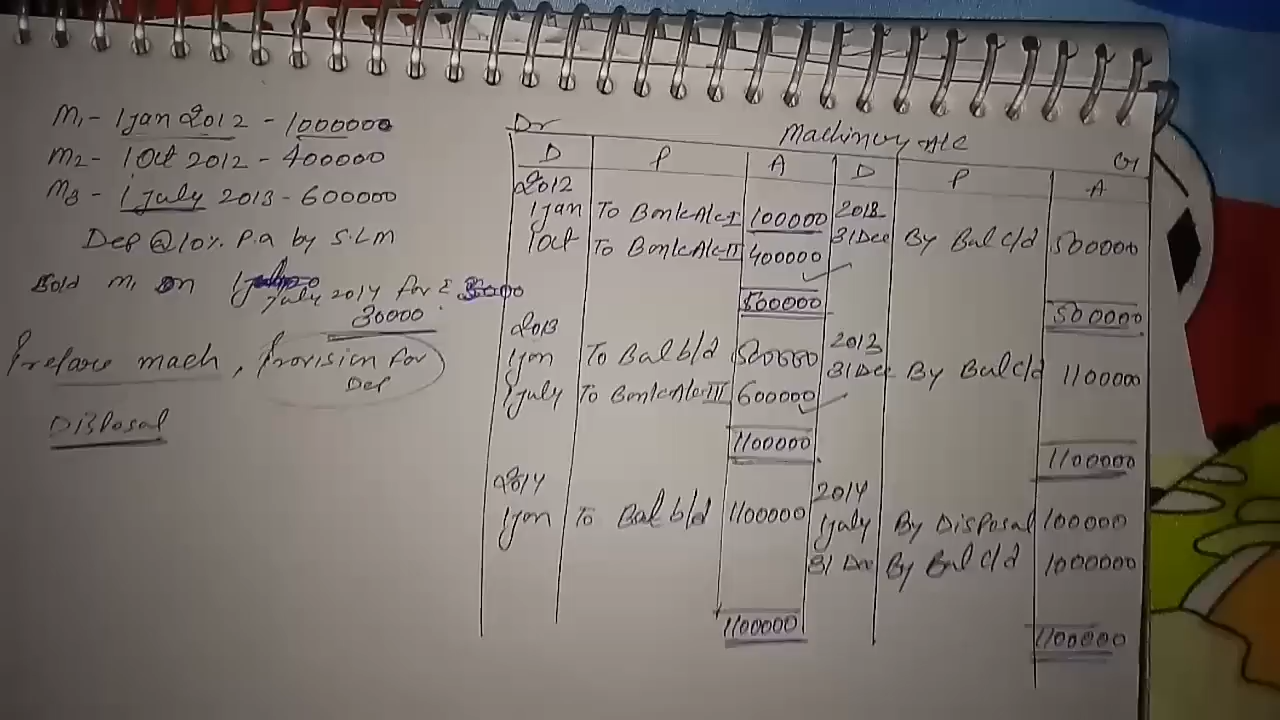 M1 - 1 Jan 2012 - 1000000
M2 - 1 Oct 2012 - 400000
M3 - 1 July 2013 - 600000
Dep @ 10% P.a by S.L.M
Sold M1 on 1 July 2014 for ₹
30000
Prepare mach, Provision for
Dep
Disposal
Dr Machinery A/c Cr
D P A D P A
2012
1 Jan To Bank A/c I 100000 2012
1 Oct To Bank A/c II 400000 31 Dec By Bal c/d 500000
500000 500000
2013
1 Jan To Bal b/d 500000 2013
1 July To Bank A/c III 600000 31 Dec By Bal c/d 1100000
1100000 1100000
2014 2014
1 Jan To Bal b/d 1100000 1 July By Disposal 100000
31 Dec By Bal c/d 1000000
1100000 1100000